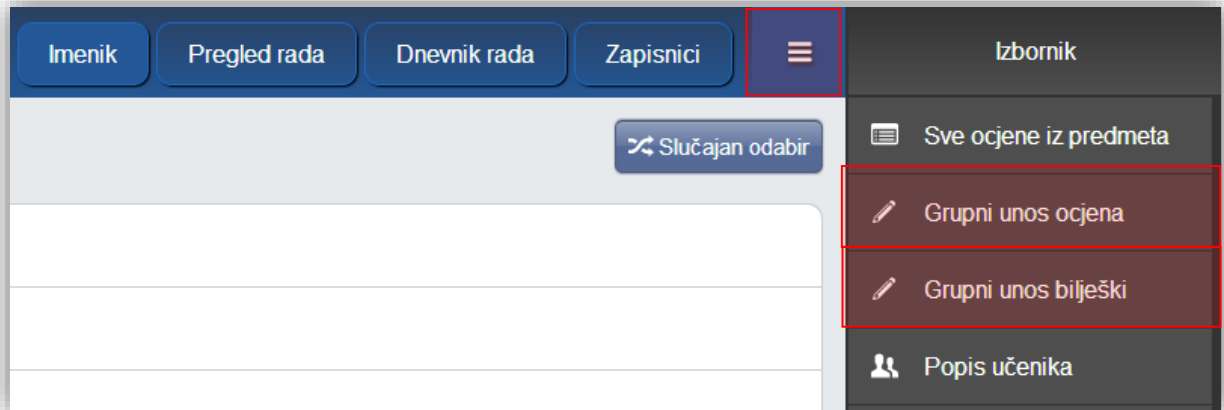 Imenik
Pregled rada
Dnevnik rada
Zapisnici
Izbornik
Slučajan odabir
Sve ocjene iz predmeta
Grupni unos ocjena
Grupni unos bilješki
Popis učenika